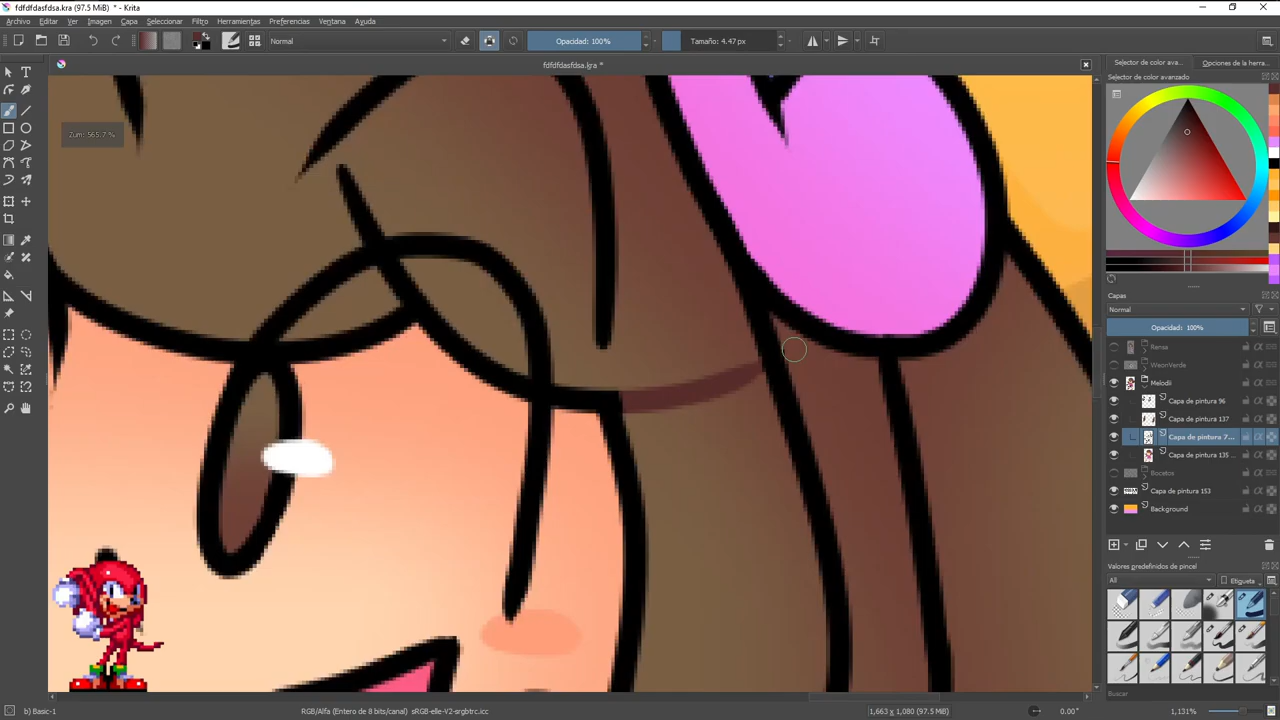 fdfdfdasfdsa.kra (97.5 MiB) * - Krita
Archivo Editar Ver Imagen Capa Seleccionar Filtro Herramientas Preferencias Ventana Ayuda
Normal Opacidad: 100% Tamaño: 4.47 px
fdfdfdasfdsa.kra *
Selector de color ava... Opciones de la herra...
Selector de color avanzado
Zum: 565.7 %
Capas
Normal
Opacidad: 100%
Rensa
WeonVerde
Melodii
Capa de pintura 96
Capa de pintura 137
Capa de pintura 7...
Capa de pintura 135
Bocetos
Capa de pintura 153
Background
Valores predefinidos de pincel
All Etiqueta
Buscar
b) Basic-1 RGB/Alfa (Entero de 8 bits/canal) sRGB-elle-V2-srgbtrc.icc 1,663 x 1,080 (97.5 MiB) 0.00° 1,131%